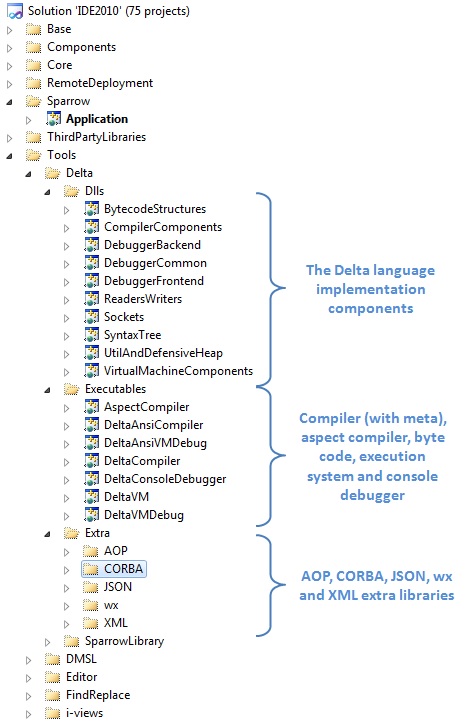 Solution 'IDE2010' (75 projects)
Base
Components
Core
RemoteDeployment
Sparrow
Application
ThirdPartyLibraries
Tools
Delta
Dlls
BytecodeStructures
CompilerComponents
DebuggerBackend
DebuggerCommon
DebuggerFrontend
ReadersWriters
Sockets
SyntaxTree
UtilAndDefensiveHeap
VirtualMachineComponents
The Delta language
implementation
components
Executables
AspectCompiler
DeltaAnsiCompiler
DeltaAnsiVMDebug
DeltaCompiler
DeltaConsoleDebugger
DeltaVM
DeltaVMDebug
Compiler (with meta),
aspect compiler, byte
code, execution
system and console
debugger
Extra
AOP
CORBA
JSON
wx
XML
AOP, CORBA, JSON, wx
and XML extra libraries
SparrowLibrary
DMSL
Editor
FindReplace
i-views